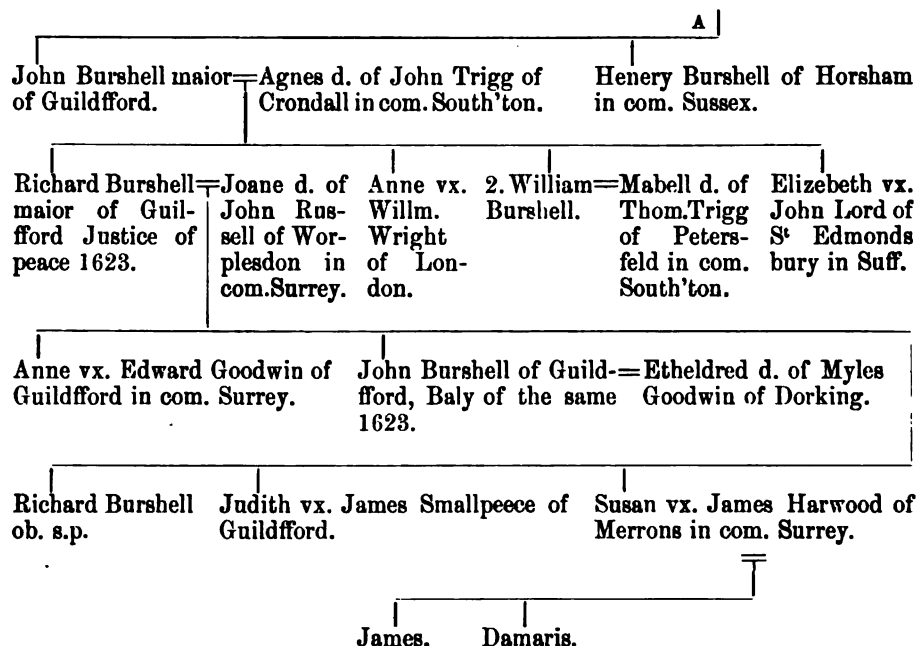 A
John Burshell maior=Agnes d. of John Trigg of
of Guildfford.
Crondall in com. South'ton.
Henery Burshell of Horsham
in com. Sussex.
Richard Burshell=
maior of Guil-
fford Justice of
peace 1623.
Joane d. of
John Rus-
sell of Wor-
plesdon in
com.Surrey.
Anne vx.
Willm.
Wright
of Lon-
don.
2. William=
Burshell.
Mabell d. of
Thom.Trigg
of Peters-
feld in com.
South'ton.
Elizebeth vx.
John Lord of
St Edmonds
bury in Suff.
Anne vx. Edward Goodwin of
Guildfford in com. Surrey.
John Burshell of Guild-=
fford, Baly of the same
1623.
Etheldred d. of Myles
Goodwin of Dorking.
Richard Burshell
ob. s.p.
Judith vx. James Smallpeece of
Guildfford.
Susan vx. James Harwood of
Merrons in com. Surrey.
=
James.
Damaris.